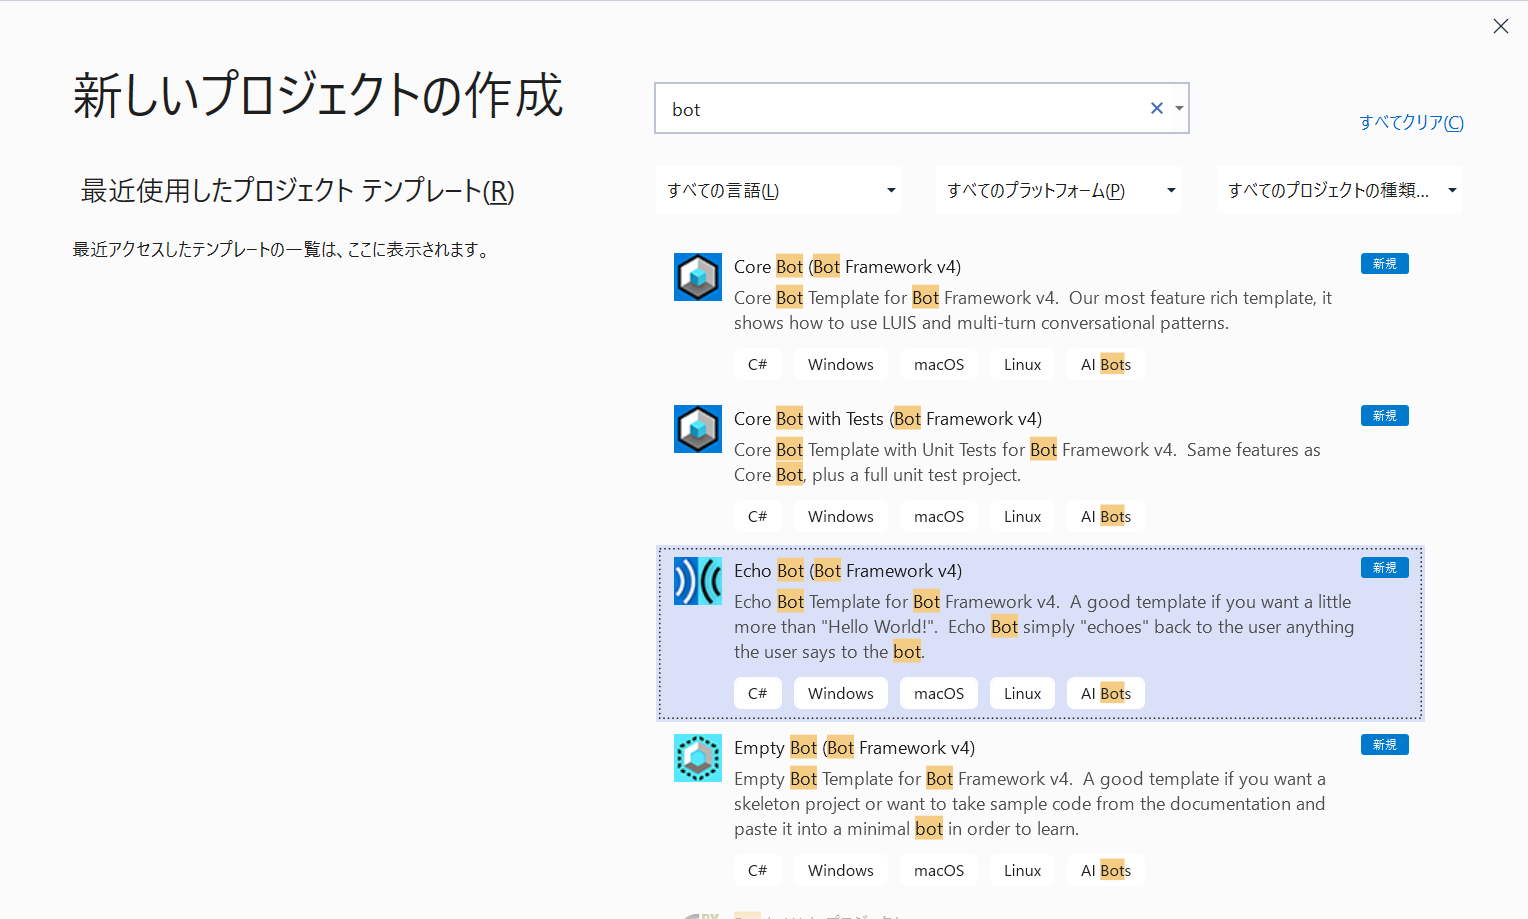 新しいプロジェクトの作成
最近使用したプロジェクト テンプレート(R)
最近アクセスしたテンプレートの一覧は、ここに表示されます。
bot
すべてクリア(C)
すべての言語(L)
すべてのプラットフォーム(P)
すべてのプロジェクトの種類...
Core Bot (Bot Framework v4)
新規
Core Bot Template for Bot Framework v4.  Our most feature rich template, it
shows how to use LUIS and multi-turn conversational patterns.
C#
Windows
macOS
Linux
AI Bots
Core Bot with Tests (Bot Framework v4)
新規
Core Bot Template with Unit Tests for Bot Framework v4.  Same features as
Core Bot, plus a full unit test project.
C#
Windows
macOS
Linux
AI Bots
Echo Bot (Bot Framework v4)
新規
Echo Bot Template for Bot Framework v4.  A good template if you want a little
more than "Hello World!".  Echo Bot simply "echoes" back to the user anything
the user says to the bot.
C#
Windows
macOS
Linux
AI Bots
Empty Bot (Bot Framework v4)
新規
Empty Bot Template for Bot Framework v4.  A good template if you want a
skeleton project or want to take sample code from the documentation and
paste it into a minimal bot in order to learn.
C#
Windows
macOS
Linux
AI Bots